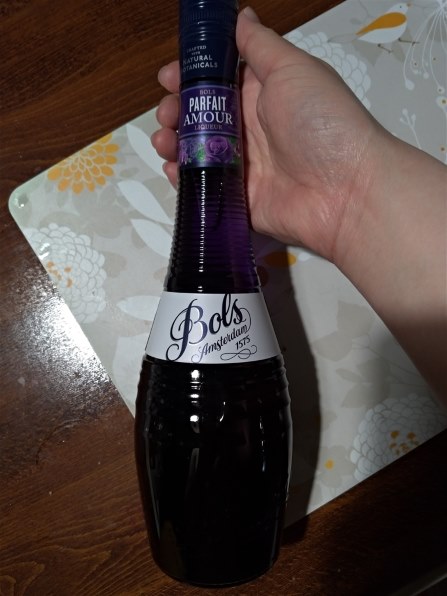 CRAFTED
WITH
NATURAL
BOTANICALS
BOLS
PARFAIT
AMOUR
LIQUEUR
Bols
Amsterdam
1575